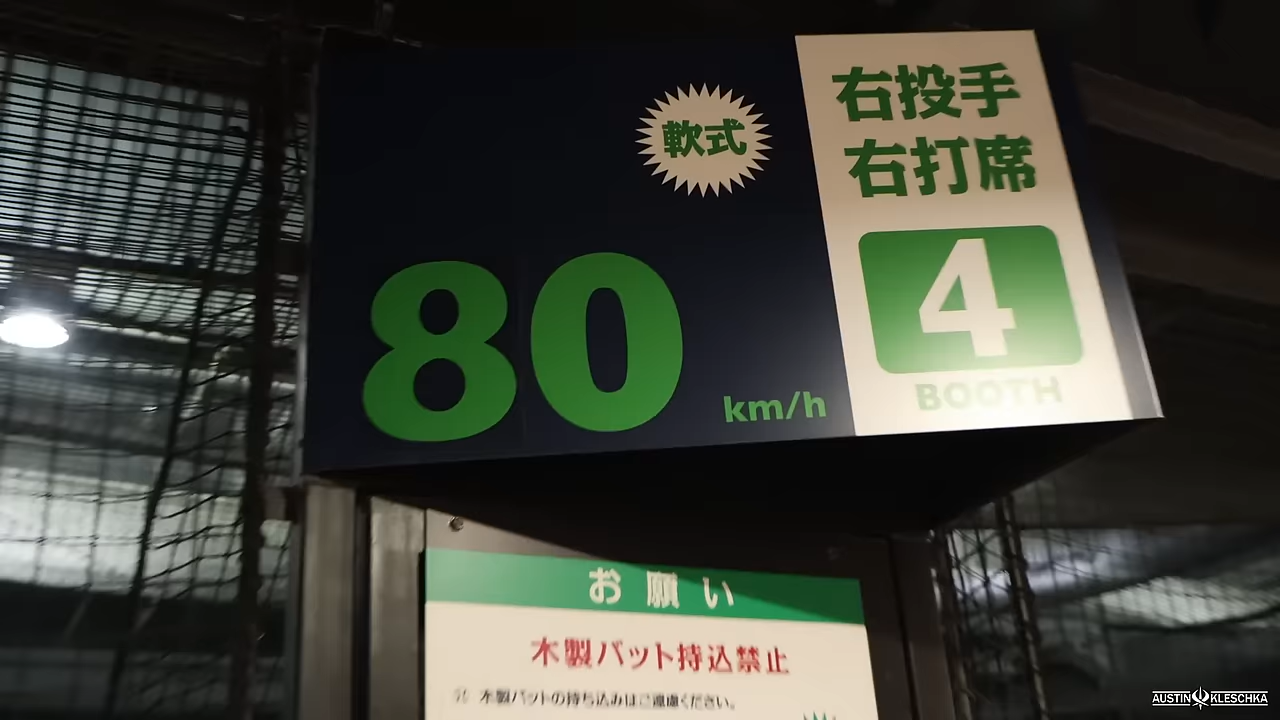 軟式
80 km/h
右投手
右打席
4
BOOTH
お願い
木製バット持込禁止
※ 木製バットの持ち込みはご遠慮ください。
AUSTIN KLESCHKA